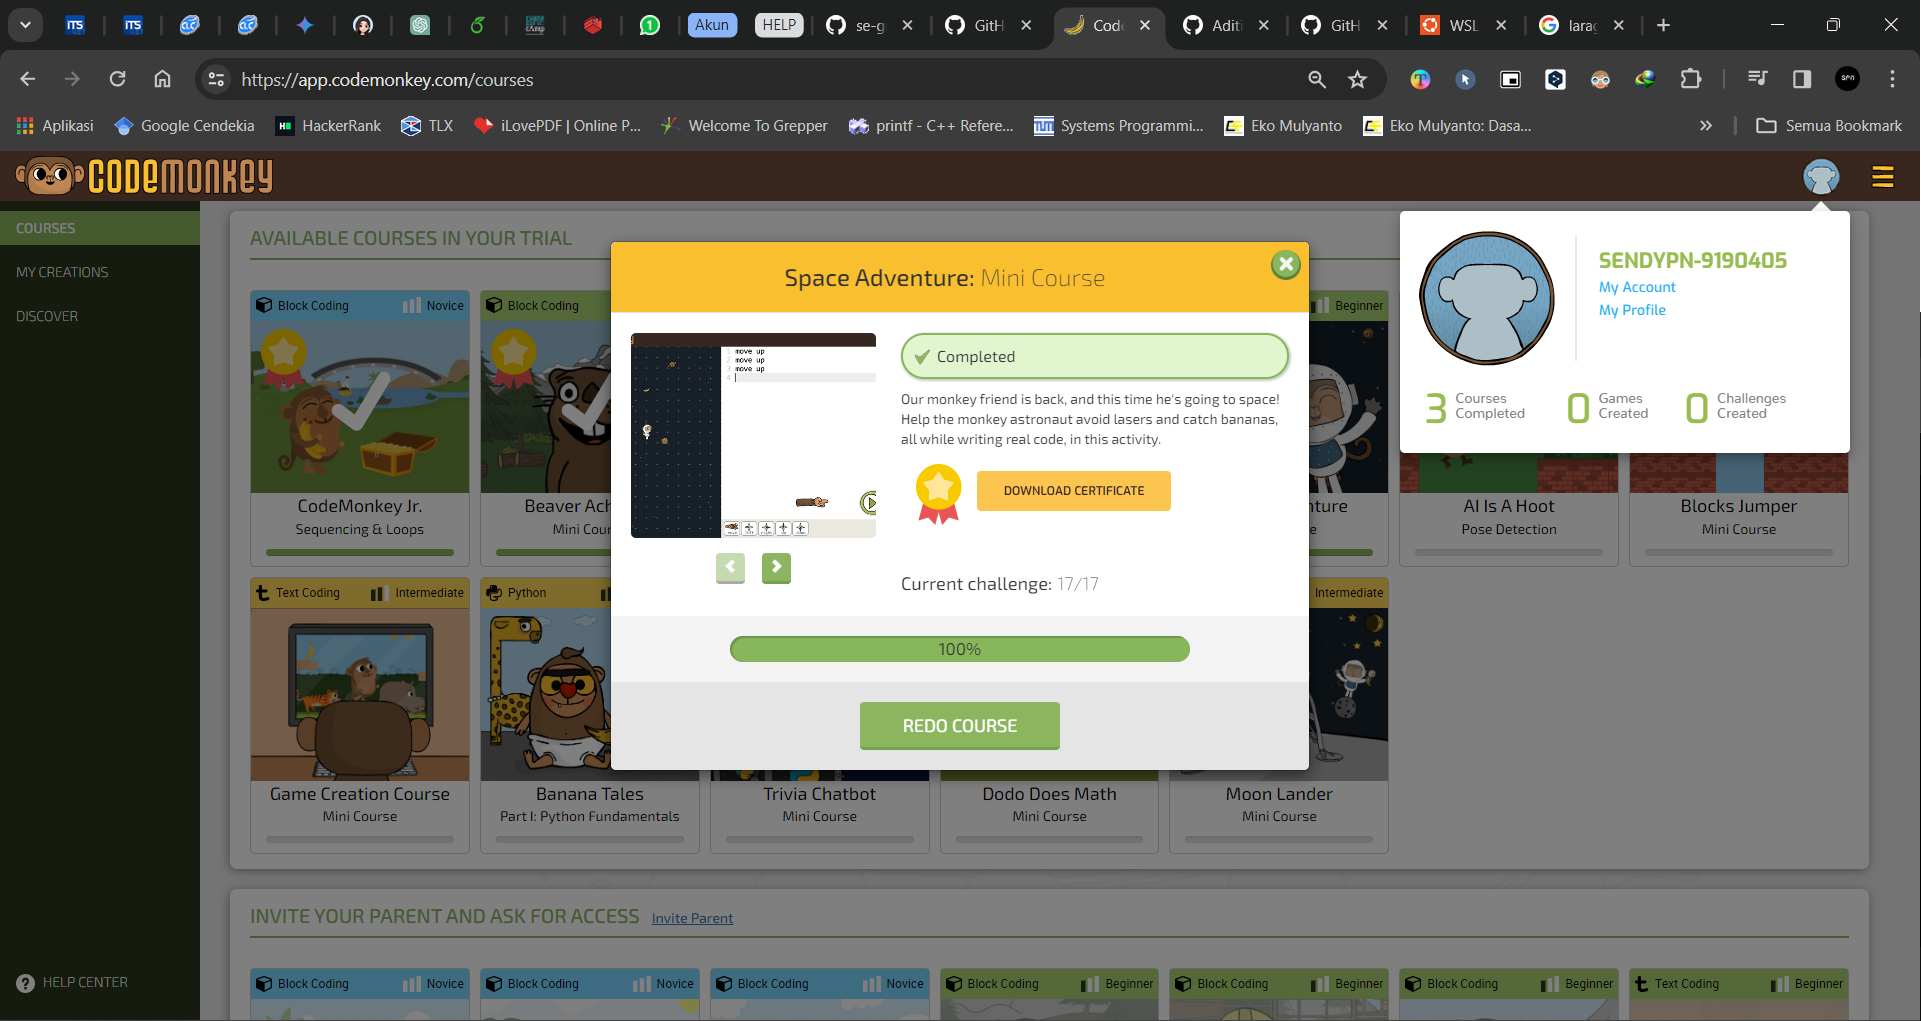 Akun
HELP
se-g
GitH
Code
Aditi
GitH
WSL
larag
https://app.codemonkey.com/courses
Aplikasi
Google Cendekia
HackerRank
TLX
iLovePDF | Online P...
Welcome To Grepper
printf - C++ Refere...
Systems Programmi...
Eko Mulyanto
Eko Mulyanto: Dasa...
Semua Bookmark
CODEMONKEY
COURSES
MY CREATIONS
DISCOVER
HELP CENTER
AVAILABLE COURSES IN YOUR TRIAL
Block Coding
Novice
Block Coding
Beginner
CodeMonkey Jr.
Sequencing & Loops
Beaver Ach
Mini Cour
nture
e
AI Is A Hoot
Pose Detection
Blocks Jumper
Mini Course
Text Coding
Intermediate
Python
Intermediate
Game Creation Course
Mini Course
Banana Tales
Part I: Python Fundamentals
Trivia Chatbot
Mini Course
Dodo Does Math
Mini Course
Moon Lander
Mini Course
Space Adventure: Mini Course
1 move up
2 move up
3 move up
4
Completed
Our monkey friend is back, and this time he's going to space!
Help the monkey astronaut avoid lasers and catch bananas,
all while writing real code, in this activity.
DOWNLOAD CERTIFICATE
Current challenge: 17/17
100%
REDO COURSE
SENDYPN-9190405
My Account
My Profile
3 Courses Completed
0 Games Created
0 Challenges Created
INVITE YOUR PARENT AND ASK FOR ACCESS
Invite Parent
Block Coding
Novice
Block Coding
Novice
Block Coding
Novice
Block Coding
Beginner
Block Coding
Beginner
Block Coding
Beginner
Text Coding
Beginner